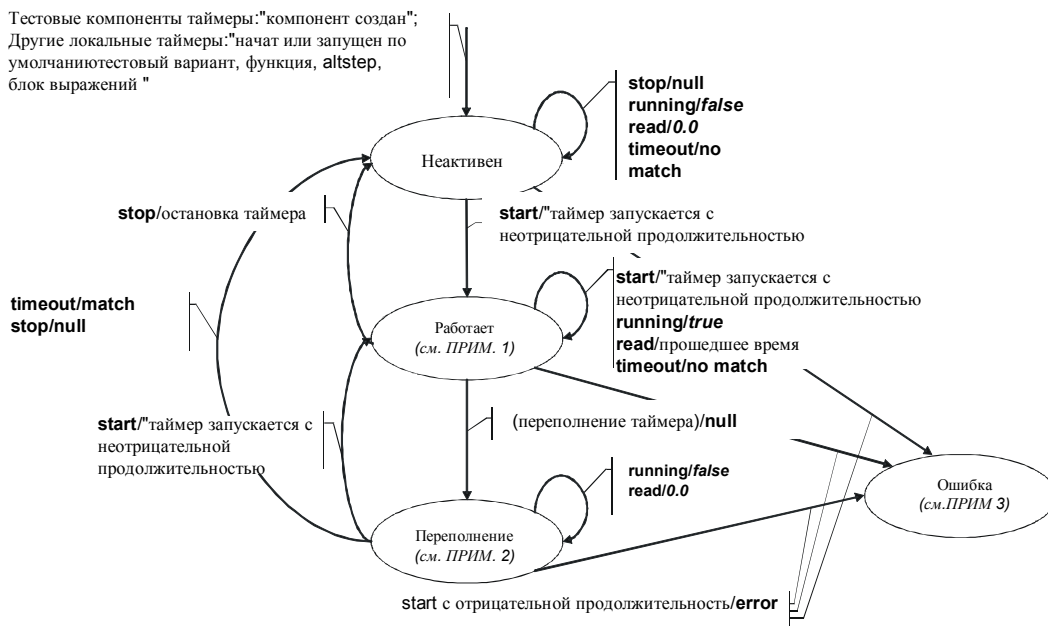 Тестовые компоненты таймеры:"компонент создан";
Другие локальные таймеры:"начат или запущен по
умолчаниютестовый вариант, функция, altstep,
блок выражений "
stop/null
running/false
read/0.0
timeout/no
match
Неактивен
stop/остановка таймера
start/"таймер запускается с
неотрицательной продолжительностью
timeout/match
stop/null
start/"таймер запускается с
неотрицательной продолжительностью
running/true
read/прошедшее время
timeout/no match
Работает
(см. ПРИМ. 1)
start/"таймер запускается с
неотрицательной
продолжительностью
(переполнение таймера)/null
running/false
read/0.0
Ошибка
(см.ПРИМ 3)
Переполнение
(см. ПРИМ. 2)
start с отрицательной продолжительность/error